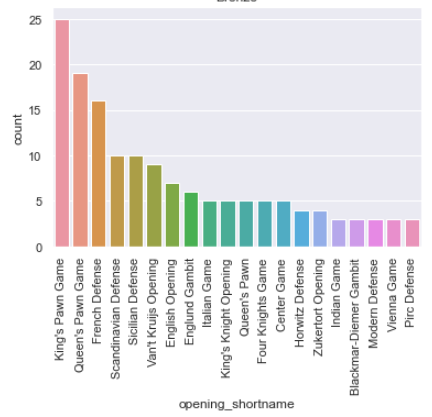 25
20
15
10
5
0
count
King's Pawn Game
Queen's Pawn Game
French Defense
Scandinavian Defense
Sicilian Defense
Van't Kruijs Opening
English Opening
Englund Gambit
Italian Game
King's Knight Opening
Queen's Pawn
Four Knights Game
Center Game
Horwitz Defense
Zukertort Opening
Indian Game
Blackmar-Diemer Gambit
Modern Defense
Vienna Game
Pirc Defense
opening_shortname